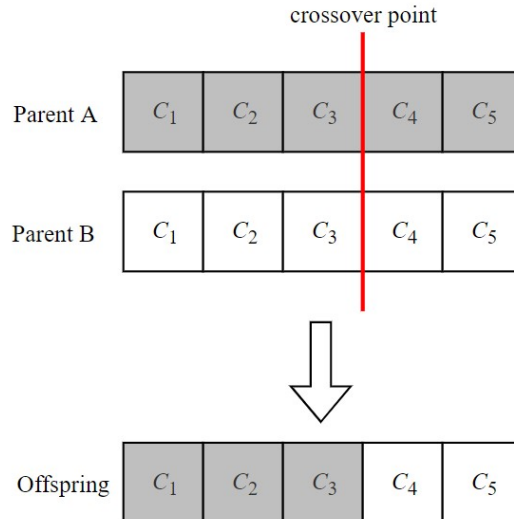 crossover point
Parent A C₁ C₂ C₃ C₄ C₅
Parent B C₁ C₂ C₃ C₄ C₅
Offspring C₁ C₂ C₃ C₄ C₅